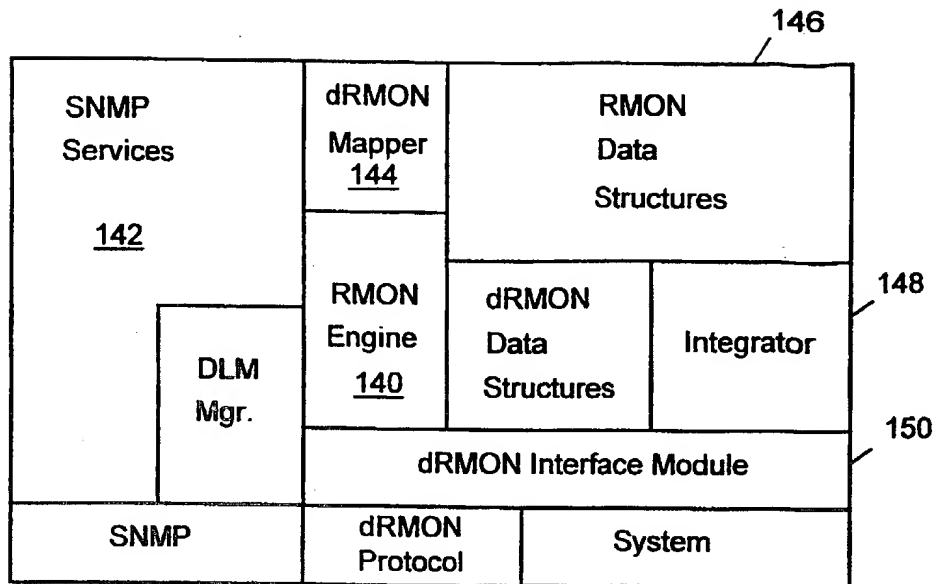 146
SNMP
Services
142
dRMON
Mapper
144
RMON
Data
Structures
148
DLM
Mgr.
RMON
Engine
140
dRMON
Data
Structures
Integrator
150
dRMON Interface Module
SNMP
dRMON
Protocol
System